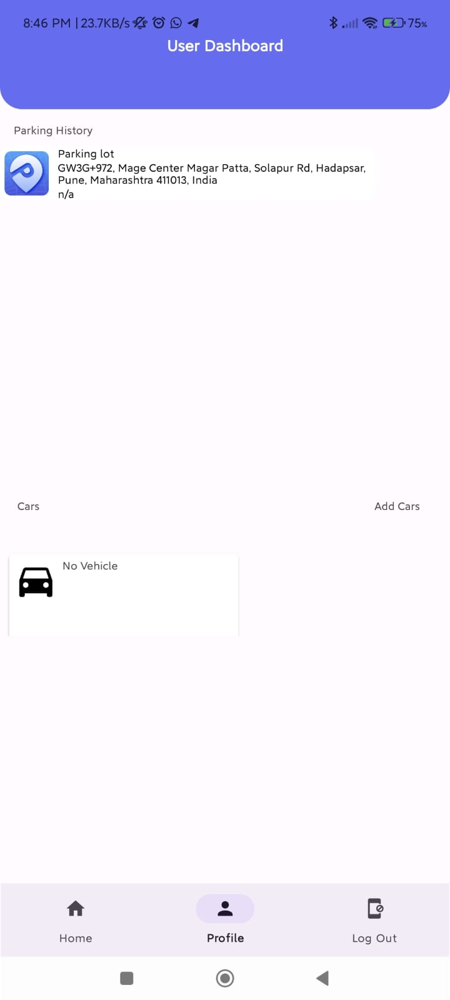 8:46 PM | 23.7KB/s
75%
User Dashboard
Parking History
Parking lot
GW3G+972, Mage Center Magar Patta, Solapur Rd, Hadapsar,
Pune, Maharashtra 411013, India
n/a
Cars
Add Cars
No Vehicle
Home
Profile
Log Out